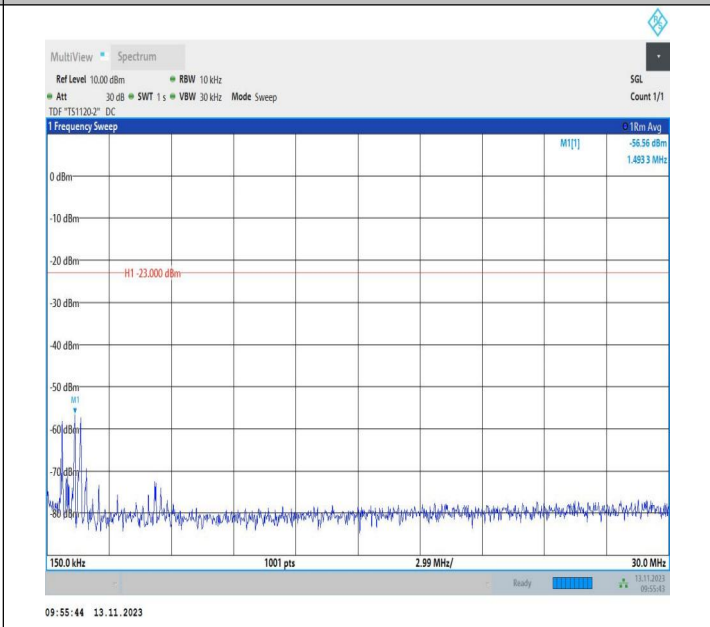 R S
MultiView Spectrum
Ref Level 10.00 dBm RBW 10 kHz SGL
Att 30 dB SWT 1 s VBW 30 kHz Mode Sweep Count 1/1
TDF "TS1120-2" DC
1 Frequency Sweep 1Rm Avg
M1[1] -56.56 dBm
1.493 3 MHz
0 dBm
-10 dBm
-20 dBm
H1 -23.000 dBm
-30 dBm
-40 dBm
-50 dBm
M1
-60 dBm
-70 dBm
-80 dBm
150.0 kHz 1001 pts 2.99 MHz/ 30.0 MHz
Ready 13.11.2023
09:55:43
09:55:44 13.11.2023